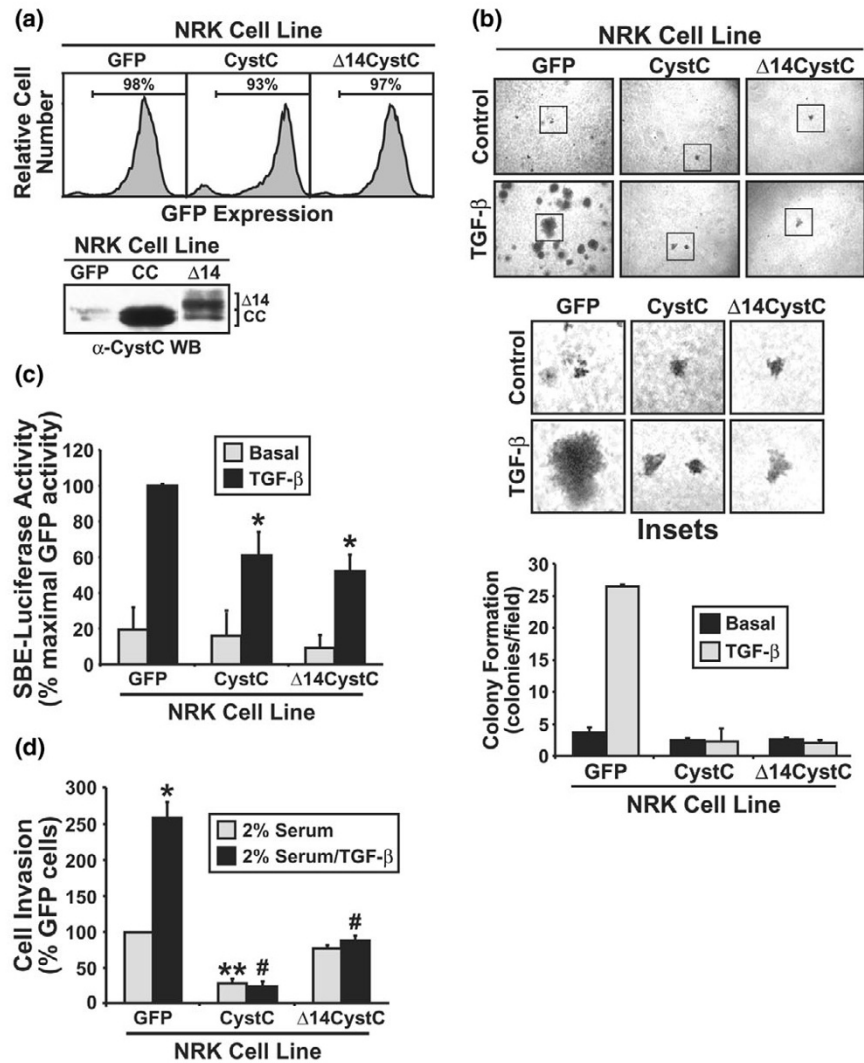 (a)
NRK Cell Line
GFP CystC Δ14CystC
98% 93% 97%
Relative Cell
Number
GFP Expression
NRK Cell Line
GFP CC Δ14
Δ14
CC
α-CystC WB
(b)
NRK Cell Line
GFP CystC Δ14CystC
Control
TGF-β
GFP CystC Δ14CystC
Control
TGF-β
Insets
Colony Formation
(colonies/field)
30
25
20
15
10
5
0
Basal
TGF-β
GFP CystC Δ14CystC
NRK Cell Line
(c)
SBE-Luciferase Activity
(% maximal GFP activity)
120
100
80
60
40
20
0
Basal
TGF-β
* *
GFP CystC Δ14CystC
NRK Cell Line
(d)
Cell Invasion
(% GFP cells)
300
250
200
150
100
50
0
2% Serum
2% Serum/TGF-β
*
** # #
GFP CystC Δ14CystC
NRK Cell Line